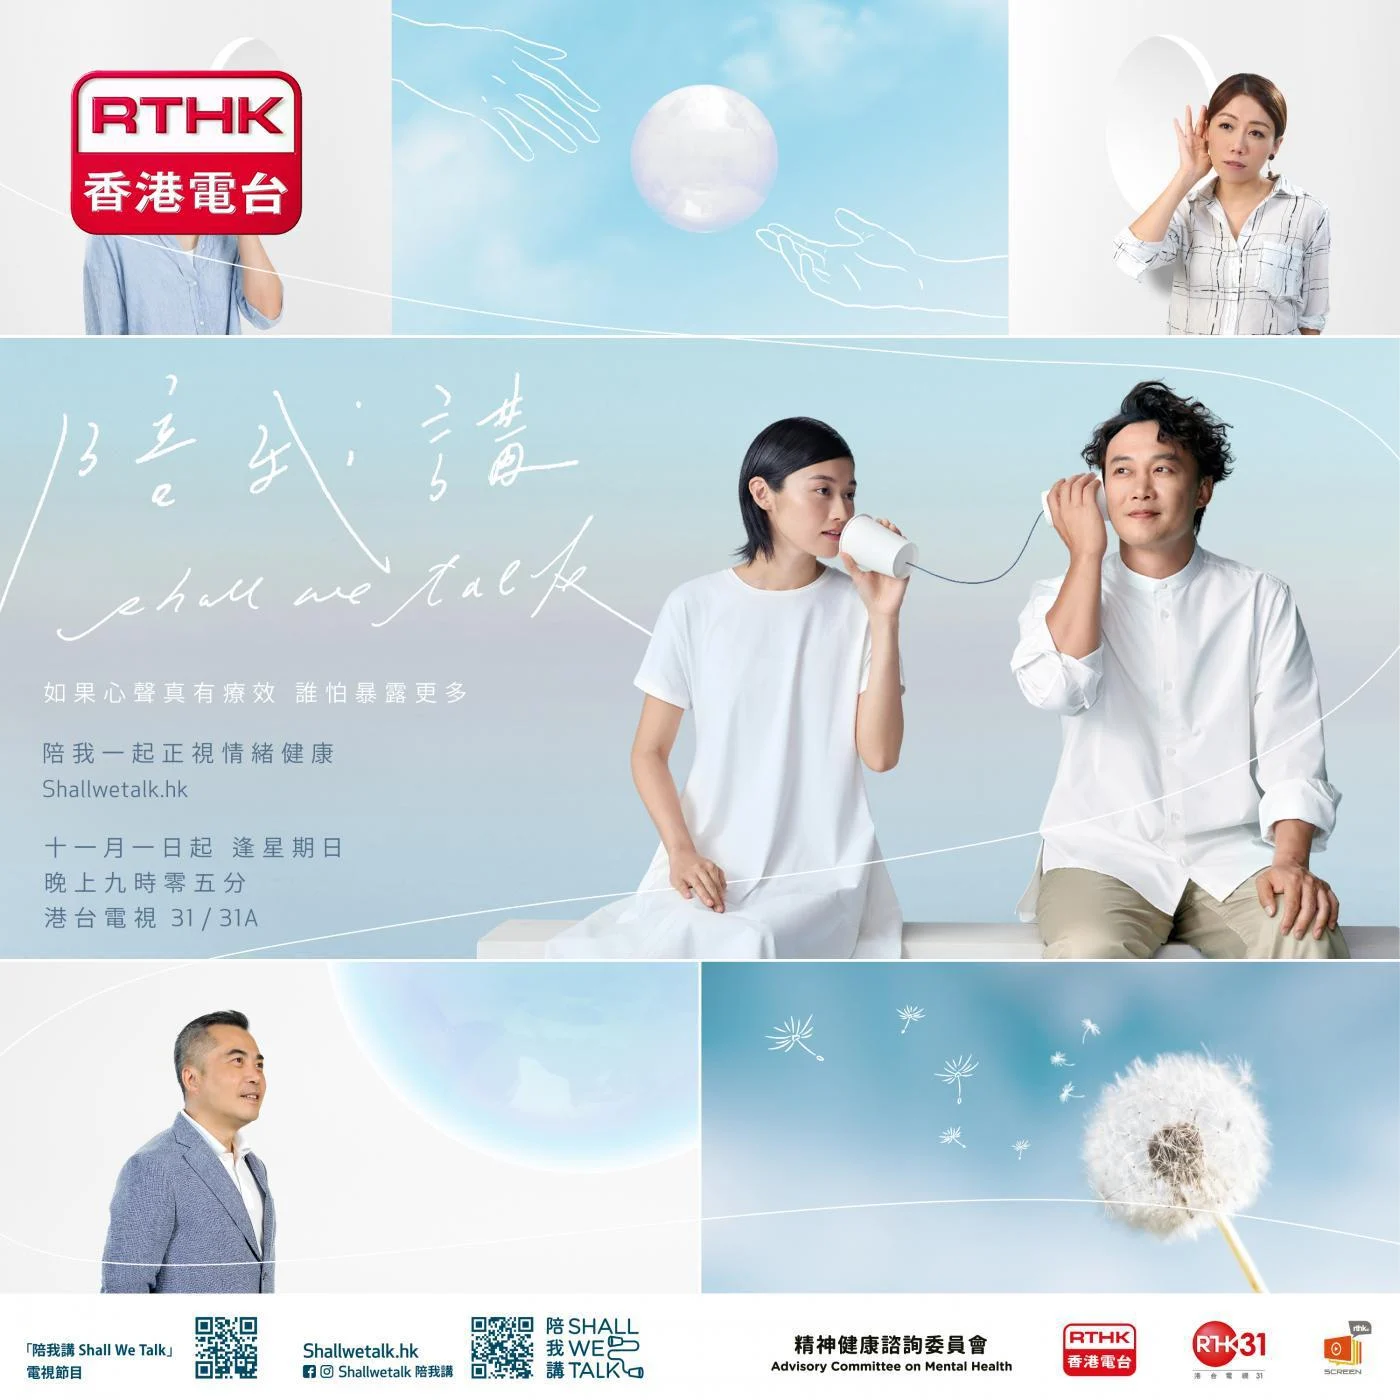 RTHK
香港電台
陪我講
shall we talk
如果心聲真有療效 誰怕暴露更多
陪我一起正視情緒健康
Shallwetalk.hk
十一月一日起 逢星期日
晚上九時零五分
港台電視 31 / 31A
「陪我講 Shall We Talk」
電視節目
Shallwetalk.hk
Shallwetalk 陪我講
陪 SHALL
我 WE
講 TALK
精神健康諮詢委員會
Advisory Committee on Mental Health
RTHK
香港電台
RTHK31
港台電視31
rthk
SCREEN